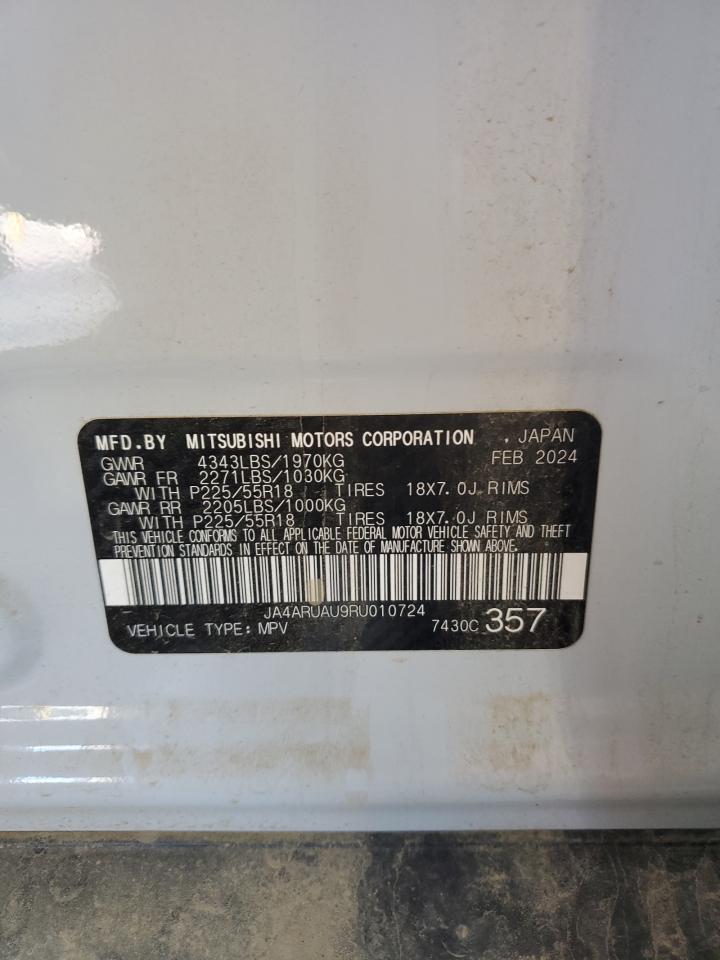 MFD.BY MITSUBISHI MOTORS CORPORATION , JAPAN
GVWR 4343LBS/1970KG FEB 2024
GAWR FR 2271LBS/1030KG
WITH P225/55R18 TIRES 18X7.0J RIMS
GAWR RR 2205LBS/1000KG
WITH P225/55R18 TIRES 18X7.0J RIMS
THIS VEHICLE CONFORMS TO ALL APPLICABLE FEDERAL MOTOR VEHICLE SAFETY AND THEFT
PREVENTION STANDARDS IN EFFECT ON THE DATE OF MANUFACTURE SHOWN ABOVE.
JA4ARUAU9RU010724
VEHICLE TYPE: MPV 7430C 357